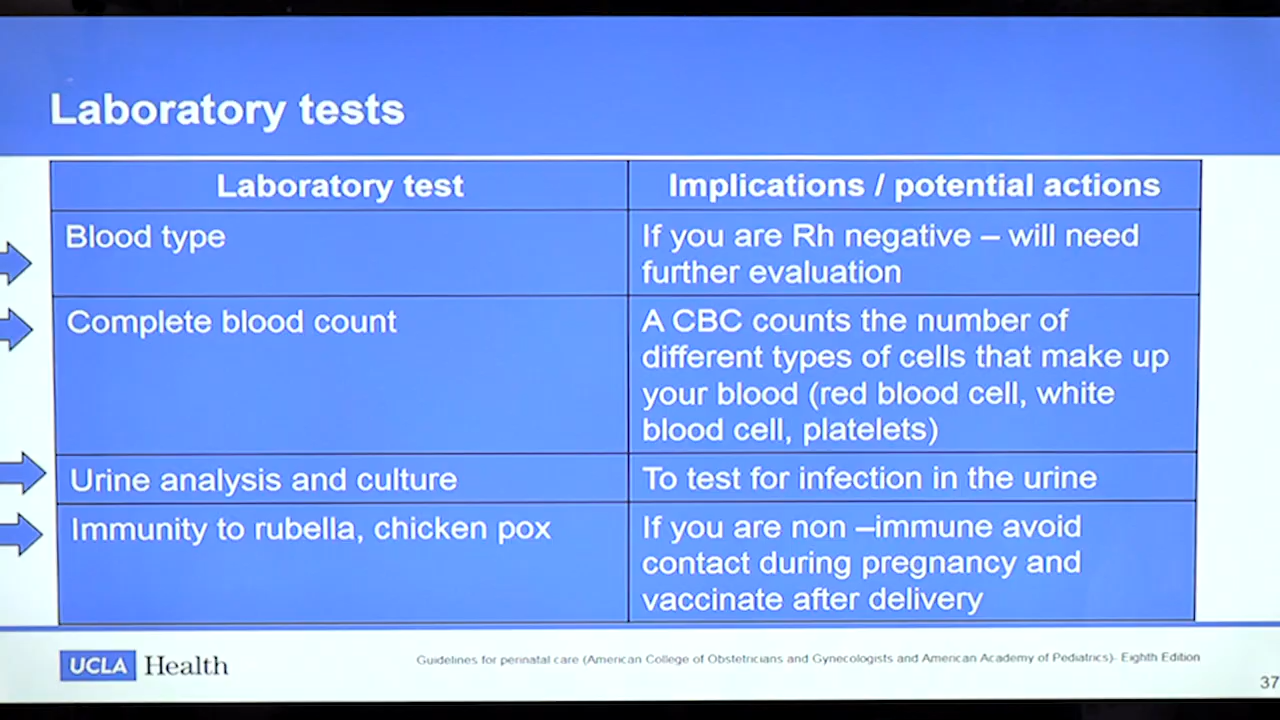 Laboratory tests
Laboratory test
Implications / potential actions
Blood type
If you are Rh negative – will need
further evaluation
Complete blood count
A CBC counts the number of
different types of cells that make up
your blood (red blood cell, white
blood cell, platelets)
Urine analysis and culture
To test for infection in the urine
Immunity to rubella, chicken pox
If you are non –immune avoid
contact during pregnancy and
vaccinate after delivery
UCLA Health
Guidelines for perinatal care (American College of Obstetricians and Gynecologists and American Academy of Pediatrics)- Eighth Edition
37